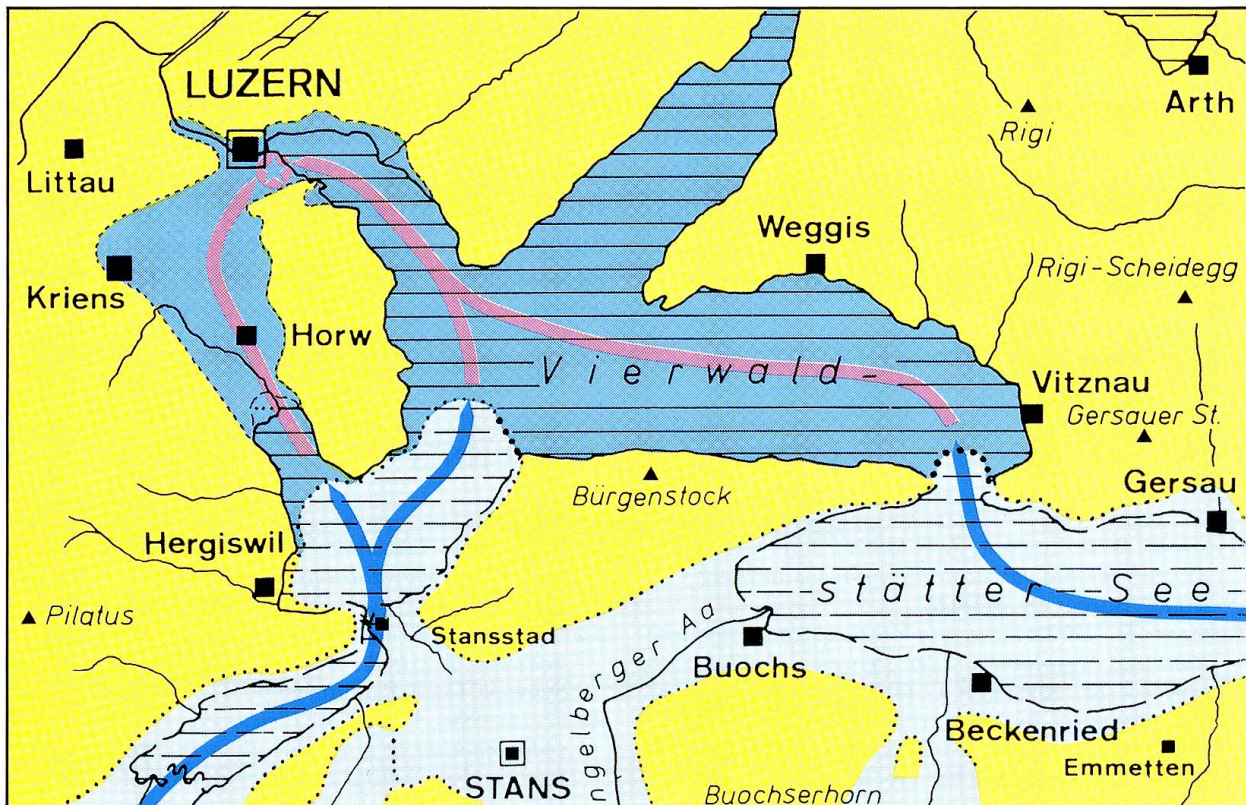 LUZERN
Littau
Kriens
Horw
Hergiswil
Pilatus
Stansstad
STANS
ngelberger Aa
Weggis
Rigi
Arth
Rigi-Scheidegg
Vierwald-
Vitznau
Gersauer St.
Bürgenstock
Gersau
stätter See
Buochs
Beckenried
Emmetten
Buochserhorn